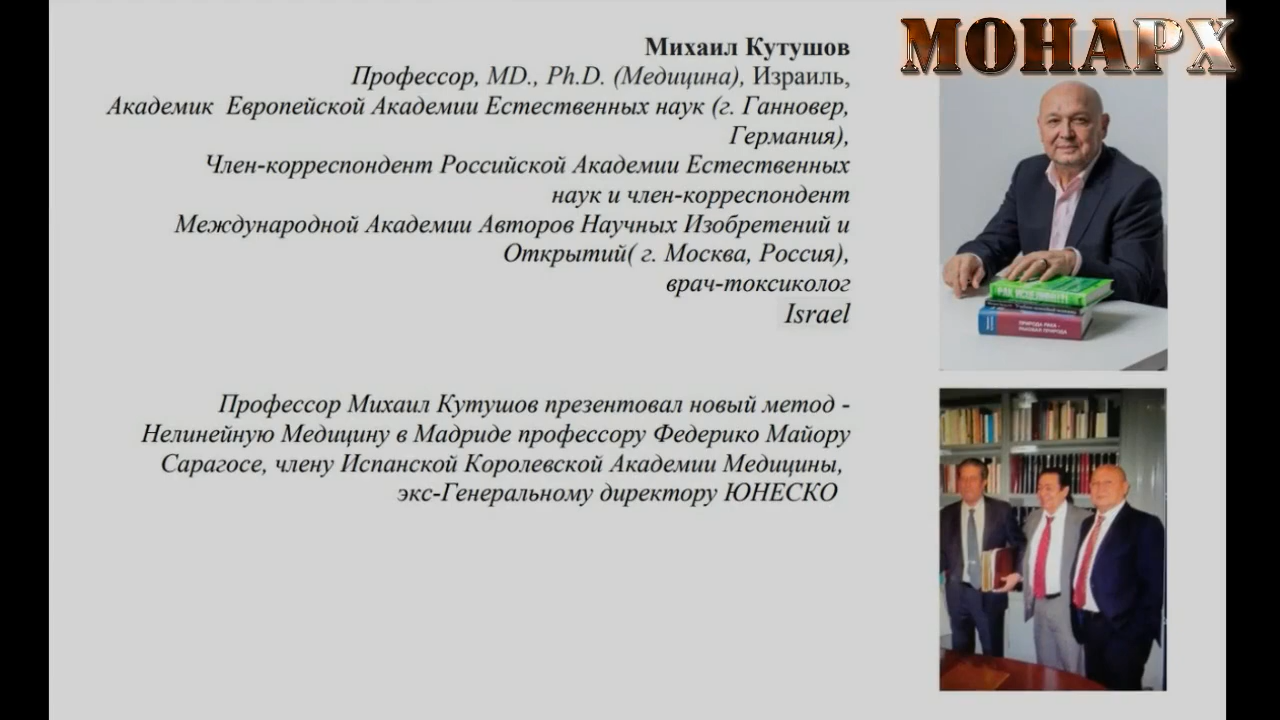 МОНАРХ
Михаил Кутушов
Профессор, MD., Ph.D. (Медицина), Израиль,
Академик Европейской Академии Естественных наук (г. Ганновер,
Германия),
Член-корреспондент Российской Академии Естественных
наук и член-корреспондент
Международной Академии Авторов Научных Изобретений и
Открытий( г. Москва, Россия),
врач-токсиколог
Israel
Профессор Михаил Кутушов презентовал новый метод -
Нелинейную Медицину в Мадриде профессору Федерико Майору
Сарагосе, члену Испанской Королевской Академии Медицины,
экс-Генеральному директору ЮНЕСКО
ПРИРОДА РАКА -